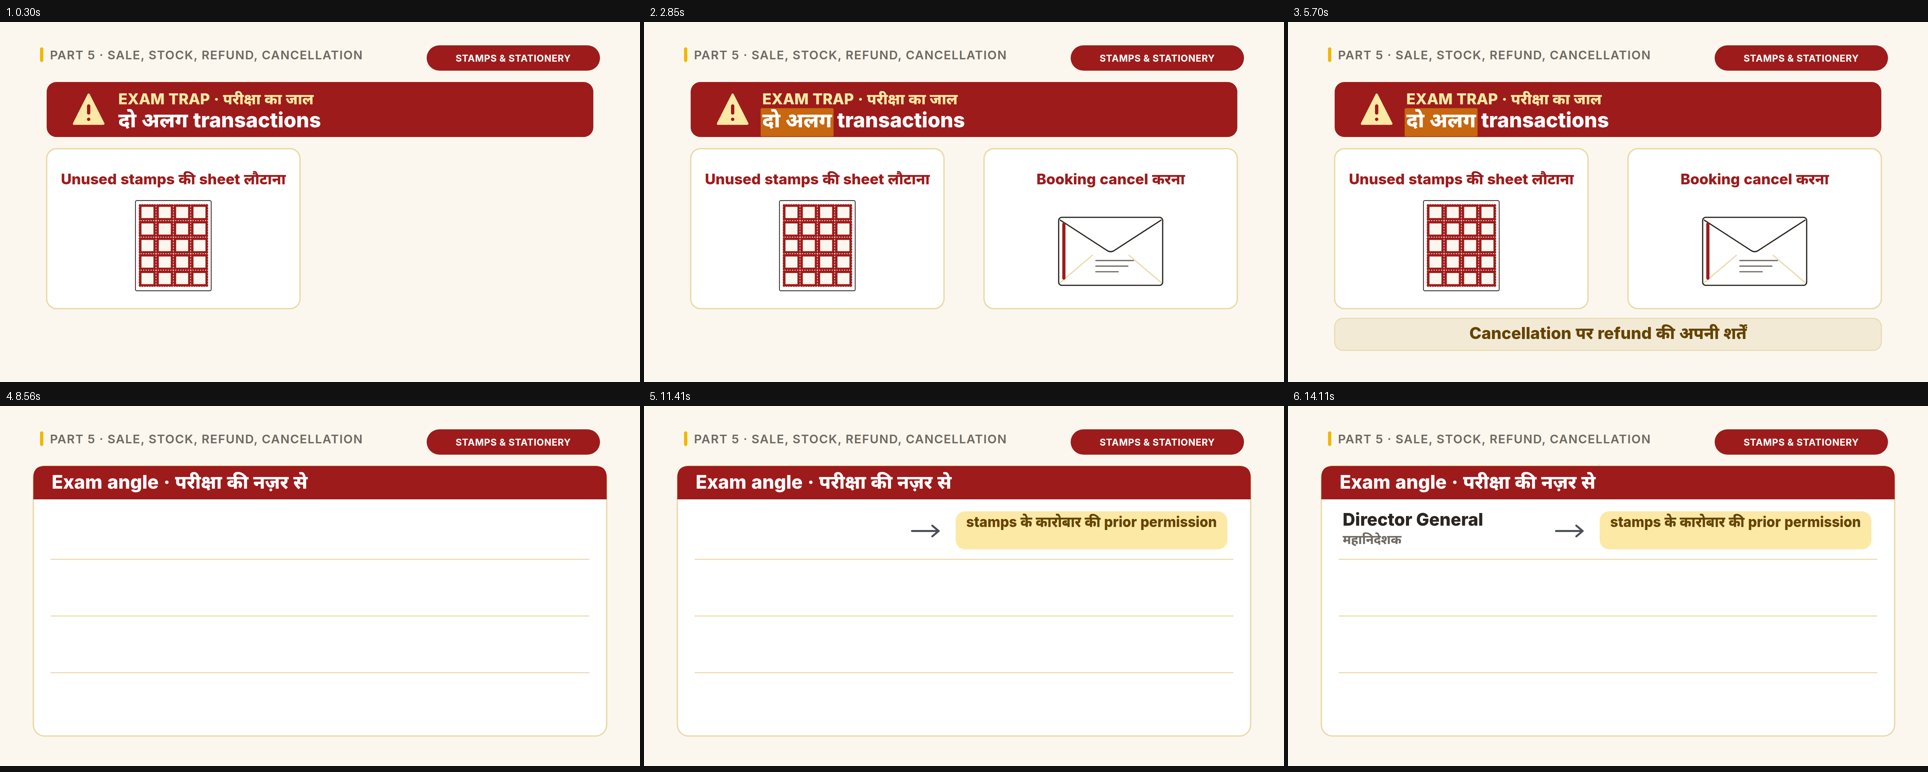 1. 0.30s
PART 5 · SALE, STOCK, REFUND, CANCELLATION
STAMPS & STATIONERY
EXAM TRAP · परीक्षा का जाल
दो अलग transactions
Unused stamps की sheet लौटाना
2. 2.85s
PART 5 · SALE, STOCK, REFUND, CANCELLATION
STAMPS & STATIONERY
EXAM TRAP · परीक्षा का जाल
दो अलग transactions
Unused stamps की sheet लौटाना
Booking cancel करना
3. 5.70s
PART 5 · SALE, STOCK, REFUND, CANCELLATION
STAMPS & STATIONERY
EXAM TRAP · परीक्षा का जाल
दो अलग transactions
Unused stamps की sheet लौटाना
Booking cancel करना
Cancellation पर refund की अपनी शर्तें
4. 8.56s
PART 5 · SALE, STOCK, REFUND, CANCELLATION
STAMPS & STATIONERY
Exam angle · परीक्षा की नज़र से
5. 11.41s
PART 5 · SALE, STOCK, REFUND, CANCELLATION
STAMPS & STATIONERY
Exam angle · परीक्षा की नज़र से
stamps के कारोबार की prior permission
6. 14.11s
PART 5 · SALE, STOCK, REFUND, CANCELLATION
STAMPS & STATIONERY
Exam angle · परीक्षा की नज़र से
Director General
महानिदेशक
stamps के कारोबार की prior permission